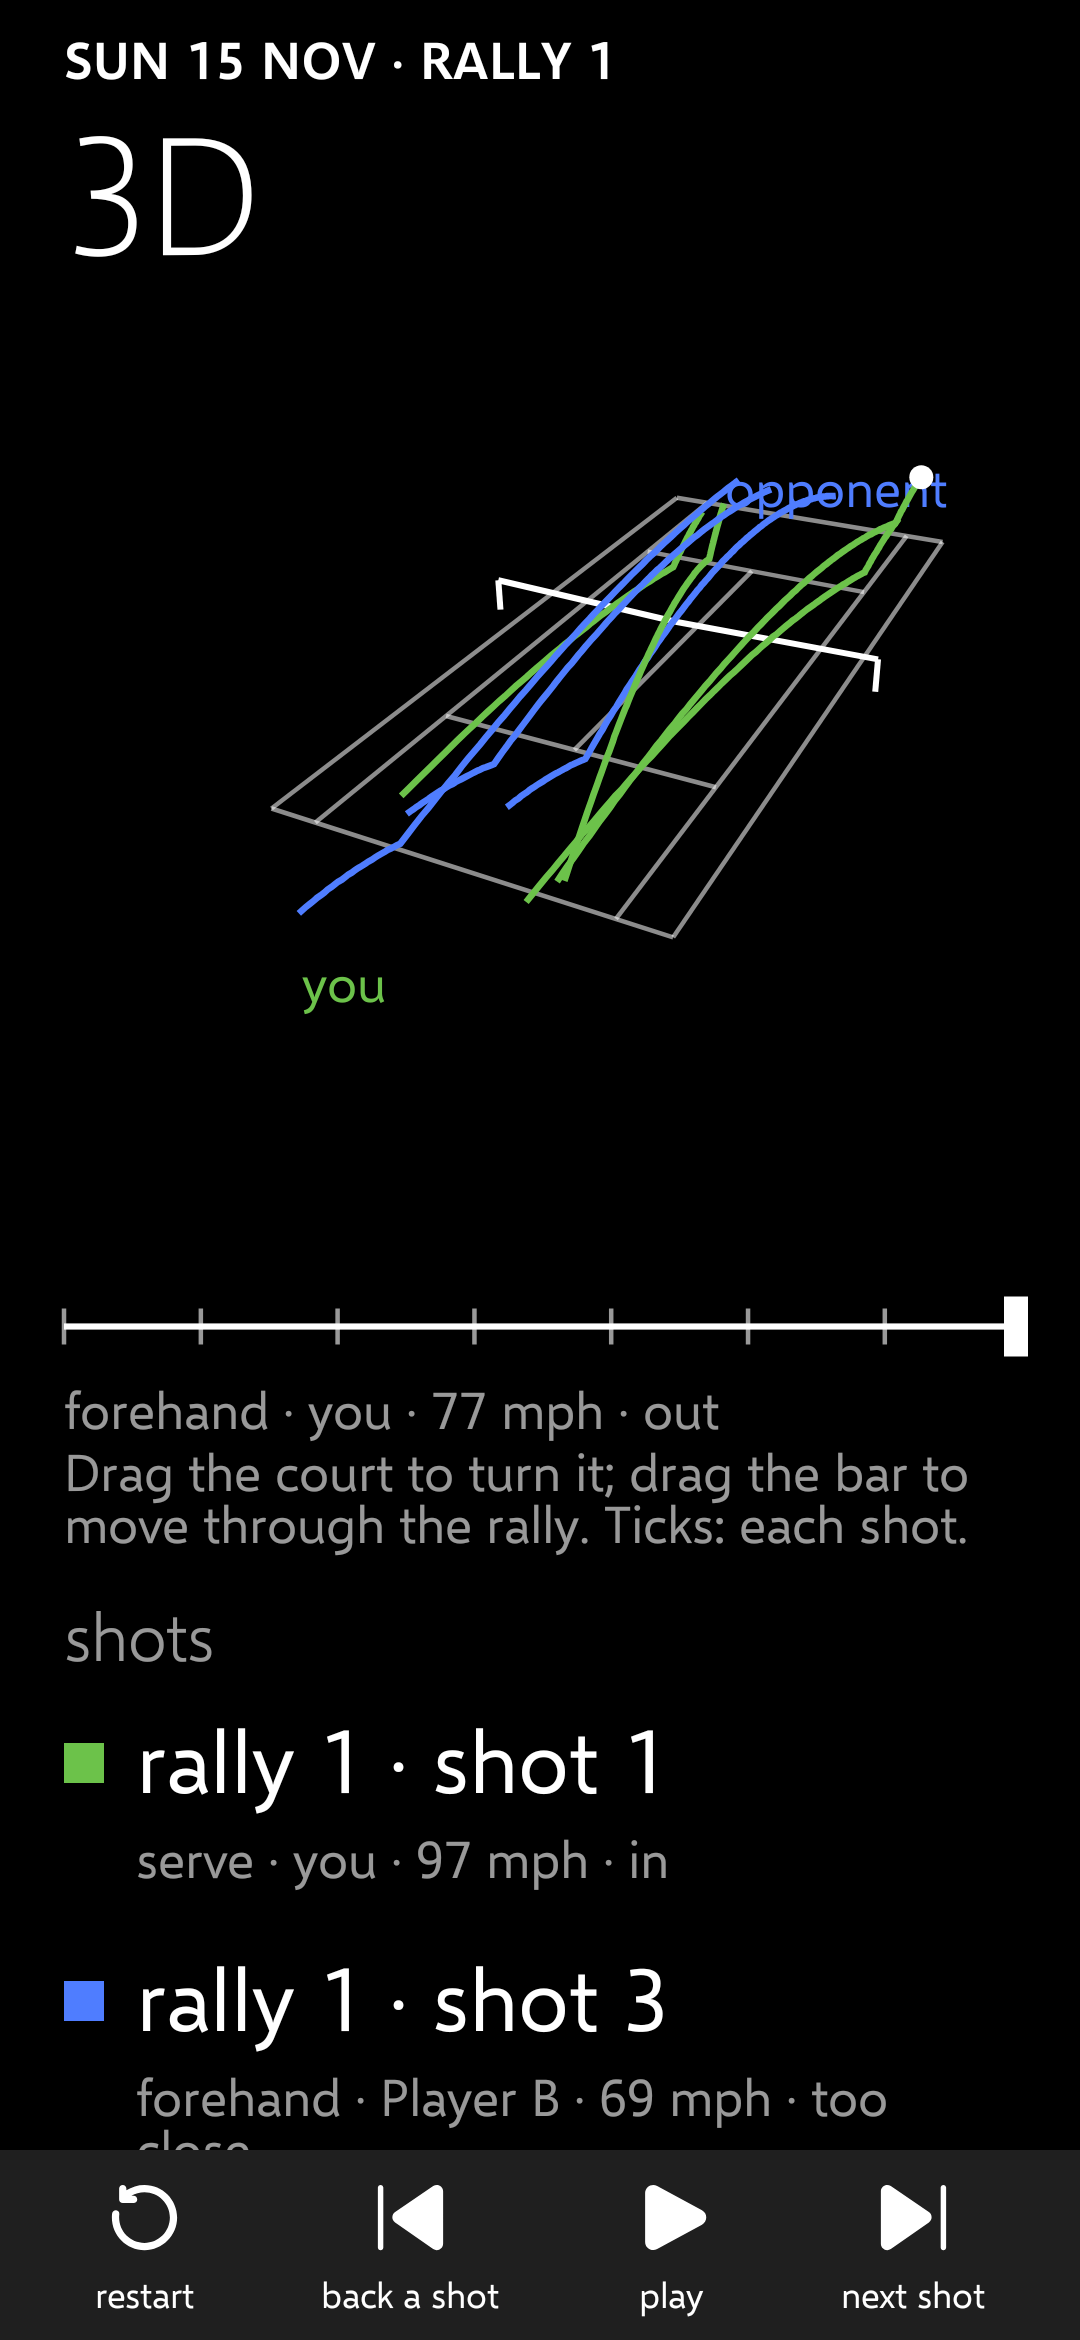 SUN 15 NOV · RALLY 1
3D
opponent
you
forehand · you · 77 mph · out
Drag the court to turn it; drag the bar to
move through the rally. Ticks: each shot.
shots
rally 1 · shot 1
serve · you · 97 mph · in
rally 1 · shot 3
forehand · Player B · 69 mph · too
close
restart
back a shot
play
next shot